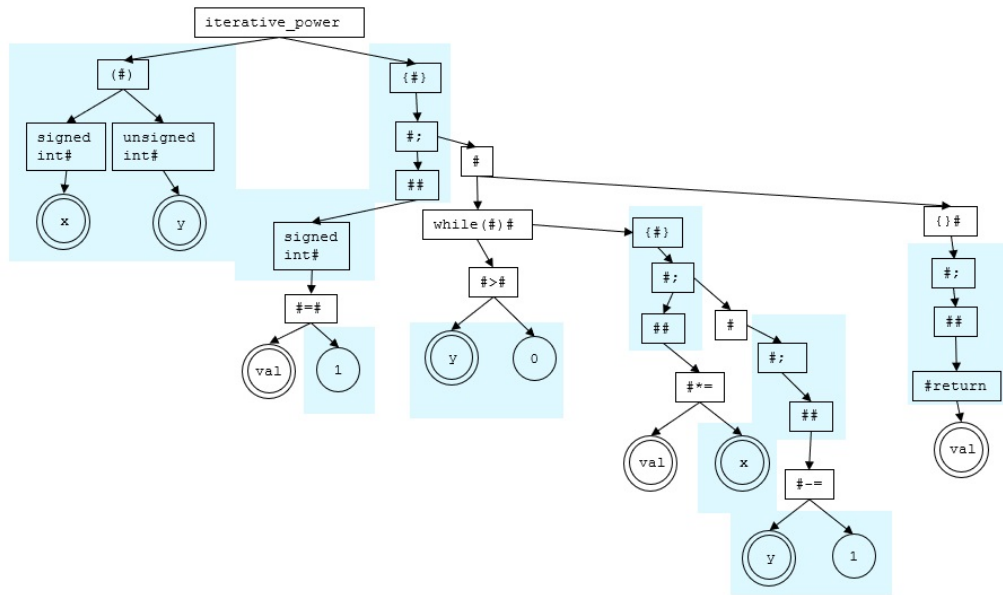 iterative_power
(#)
{#}
signed
int#
unsigned
int#
#;
#
##
x
y
signed
int#
while(#)#
{#}
{}#
#=#
#>#
#;
#;
##
#
##
val
1
y
0
#;
#return
#*=
##
val
x
val
#-=
y
1